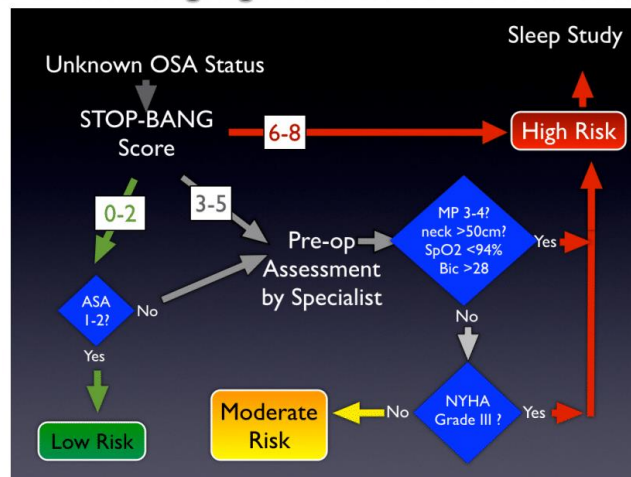 Sleep Study
Unknown OSA Status
STOP-BANG
Score
6-8
High Risk
0-2
3-5
MP 3-4?
neck >50cm?
SpO2 <94%
Bic >28
Yes
Pre-op
Assessment
by Specialist
ASA
1-2?
No
No
Yes
NYHA
Grade III ?
No
Yes
Moderate
Risk
Low Risk